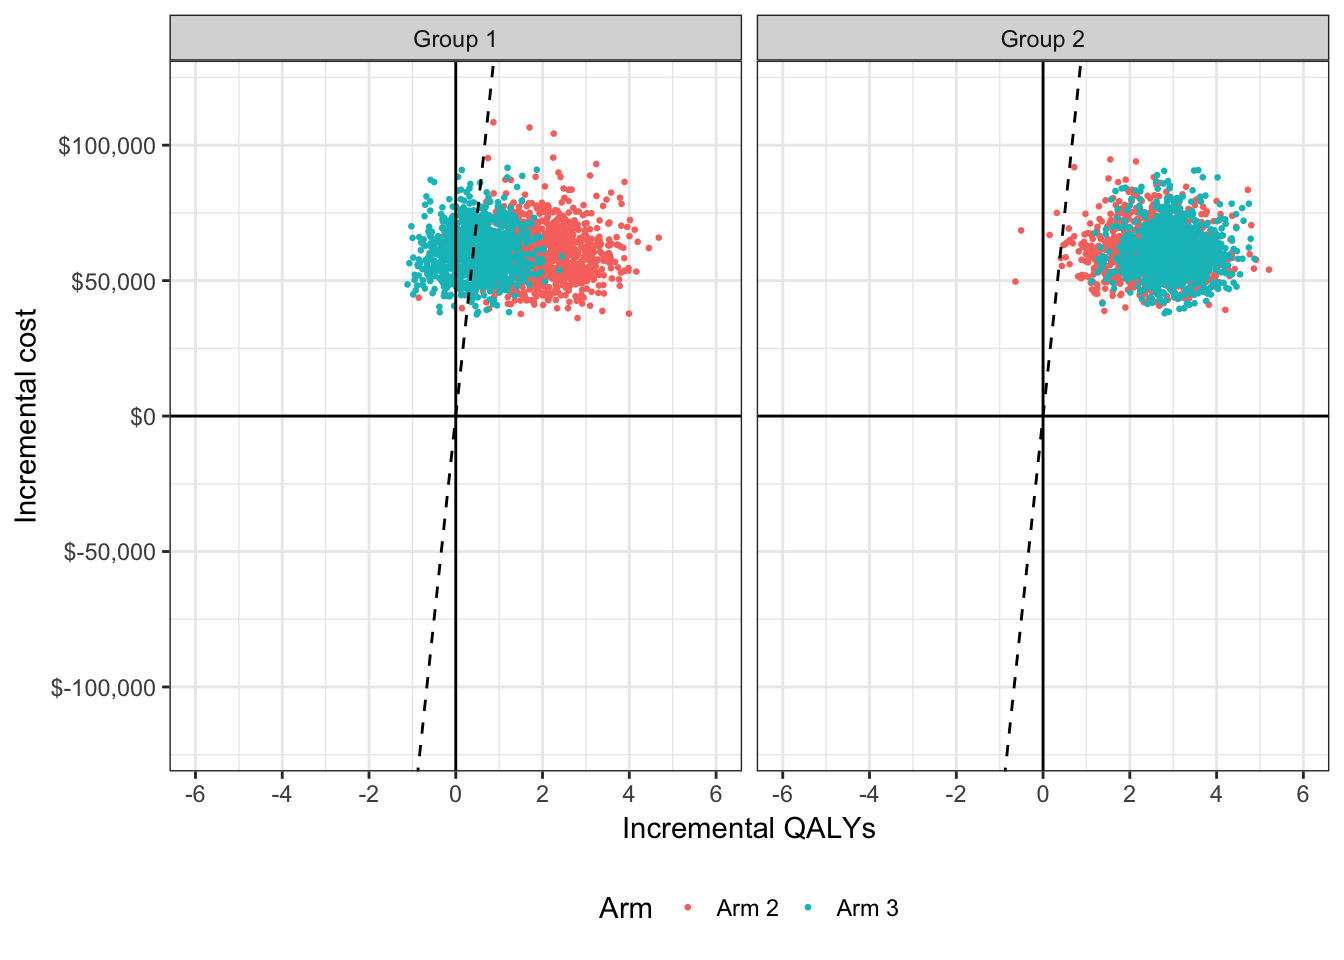 Group 1
Group 2
Incremental cost
$100,000
$50,000
$0
$-50,000
$-100,000
-6 -4 -2 0 2 4 6
-6 -4 -2 0 2 4 6
Incremental QALYs
Arm Arm 2 Arm 3